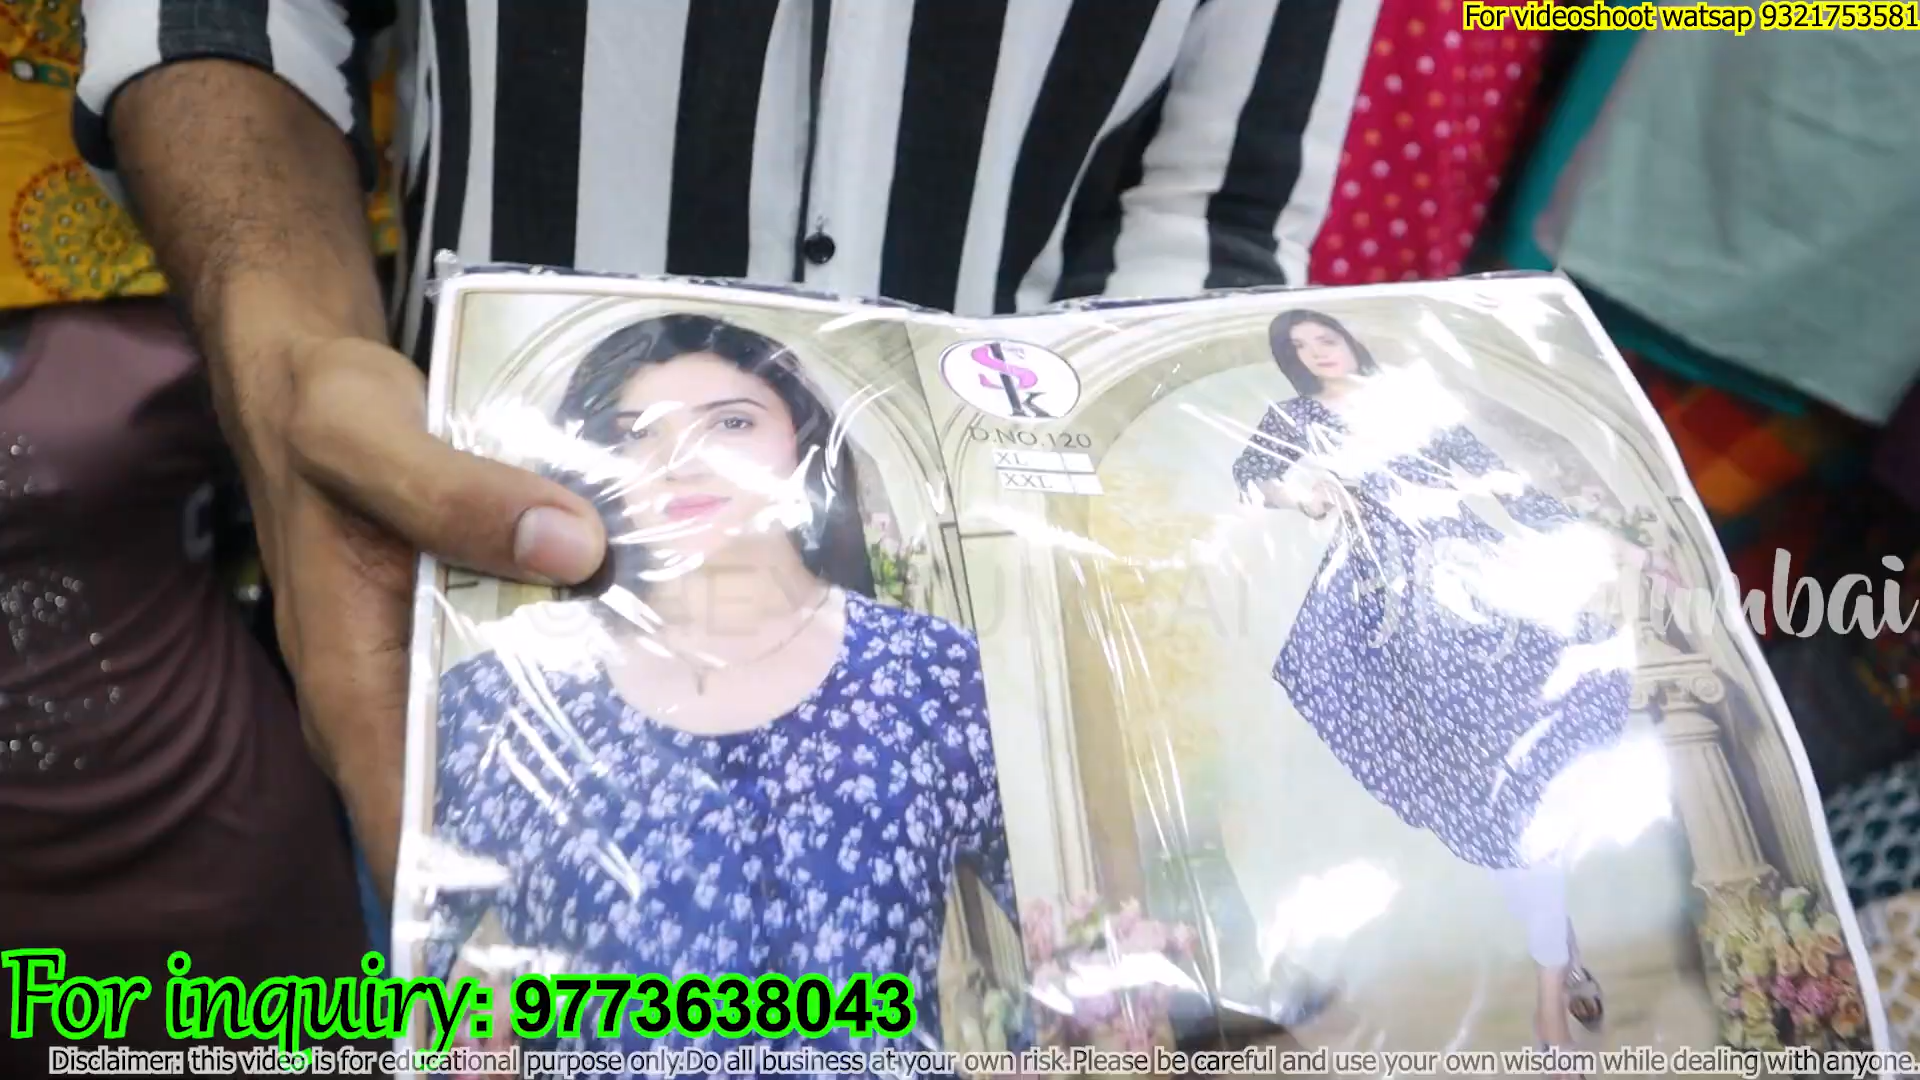 For videoshoot watsap 9321753581
Sk
D.NO.120
XL
XXL
Mumbai
For inquiry: 9773638043
Disclaimer: this video is for educational purpose only.Do all business at your own risk.Please be careful and use your own wisdom while dealing with anyone.